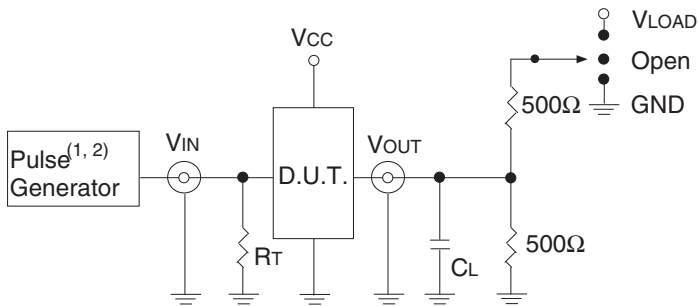 VLOAD
VCC
Open
500Ω
GND
Pulse(1, 2)
Generator
VIN
D.U.T.
VOUT
RT
CL
500Ω